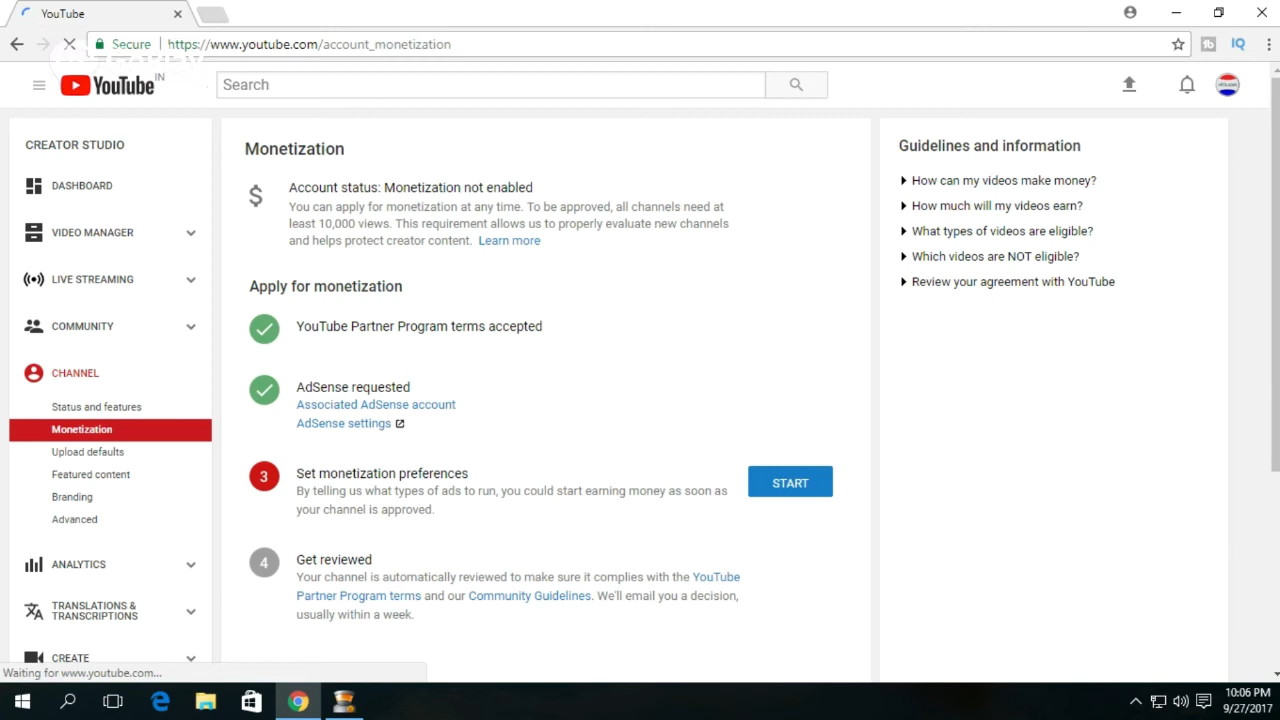 YouTube
Secure
https://www.youtube.com/account_monetization
IQ
YouTube IN
Search
CREATOR STUDIO
DASHBOARD
VIDEO MANAGER
LIVE STREAMING
COMMUNITY
CHANNEL
Status and features
Monetization
Upload defaults
Featured content
Branding
Advanced
ANALYTICS
TRANSLATIONS &
TRANSCRIPTIONS
CREATE
Monetization
Account status: Monetization not enabled
You can apply for monetization at any time. To be approved, all channels need at
least 10,000 views. This requirement allows us to properly evaluate new channels
and helps protect creator content. Learn more
Apply for monetization
YouTube Partner Program terms accepted
AdSense requested
Associated AdSense account
AdSense settings
3
Set monetization preferences
By telling us what types of ads to run, you could start earning money as soon as
your channel is approved.
START
4
Get reviewed
Your channel is automatically reviewed to make sure it complies with the YouTube
Partner Program terms and our Community Guidelines. We'll email you a decision,
usually within a week.
Guidelines and information
How can my videos make money?
How much will my videos earn?
What types of videos are eligible?
Which videos are NOT eligible?
Review your agreement with YouTube
Waiting for www.youtube.com...
10:06 PM
9/27/2017